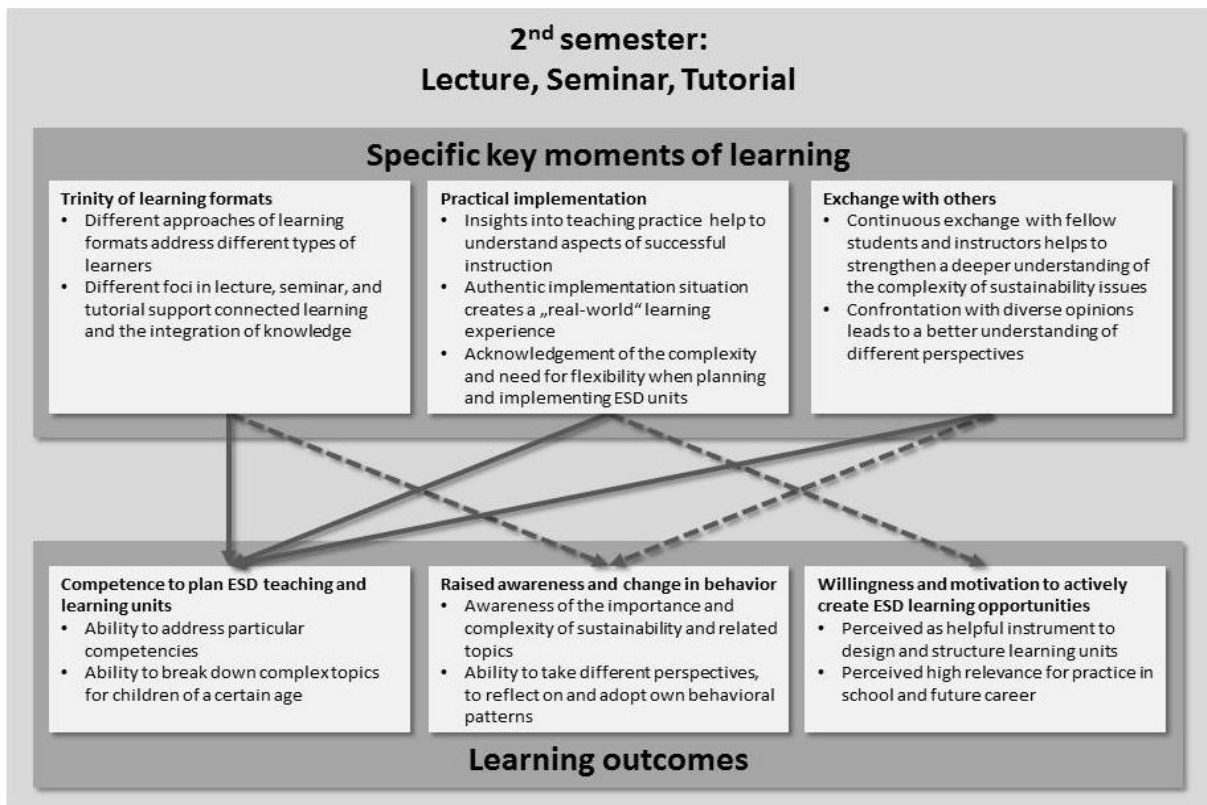 2nd semester:
Lecture, Seminar, Tutorial
Specific key moments of learning
Trinity of learning formats
• Different approaches of learning
formats address different types of
learners
• Different foci in lecture, seminar, and
tutorial support connected learning
and the integration of knowledge
Practical implementation
• Insights into teaching practice help to
understand aspects of successful
instruction
• Authentic implementation situation
creates a „real-world“ learning
experience
• Acknowledgement of the complexity
and need for flexibility when planning
and implementing ESD units
Exchange with others
• Continuous exchange with fellow
students and instructors helps to
strengthen a deeper understanding of
the complexity of sustainability issues
• Confrontation with diverse opinions
leads to a better understanding of
different perspectives
Competence to plan ESD teaching and
learning units
• Ability to address particular
competencies
• Ability to break down complex topics
for children of a certain age
Raised awareness and change in behavior
• Awareness of the importance and
complexity of sustainability and related
topics
• Ability to take different perspectives,
to reflect on and adopt own behavioral
patterns
Willingness and motivation to actively
create ESD learning opportunities
• Perceived as helpful instrument to
design and structure learning units
• Perceived high relevance for practice in
school and future career
Learning outcomes